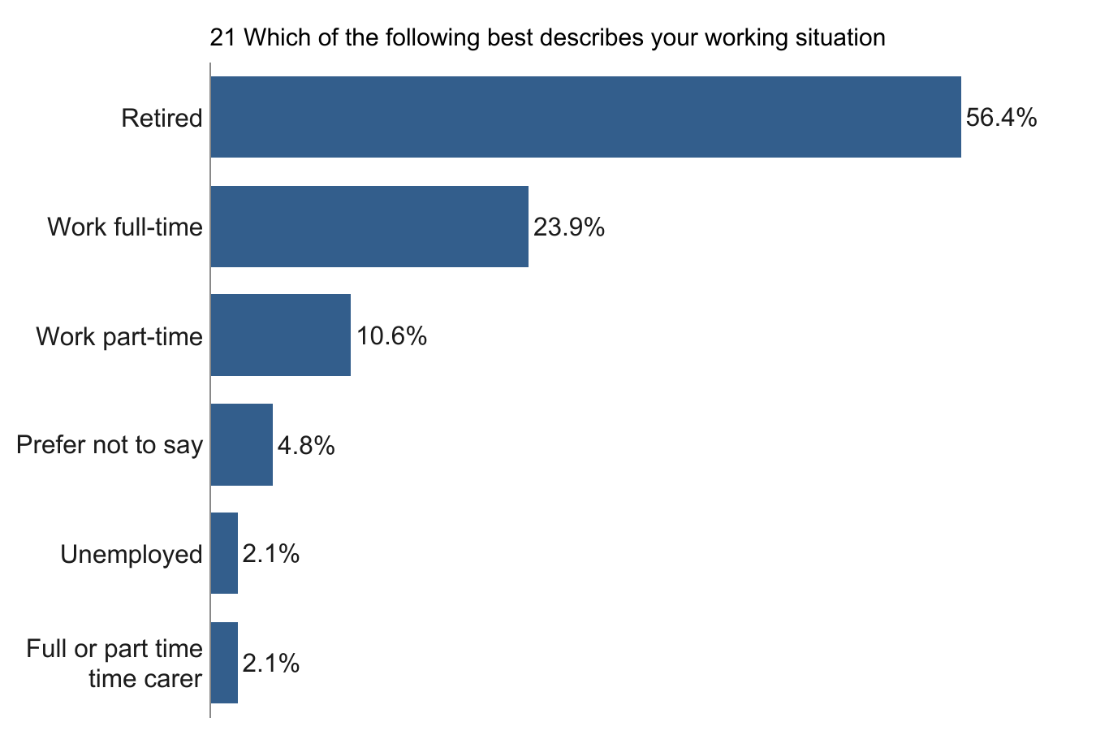 21 Which of the following best describes your working situation
Retired
56.4%
Work full-time
23.9%
Work part-time
10.6%
Prefer not to say
4.8%
Unemployed
2.1%
Full or part time
time carer
2.1%